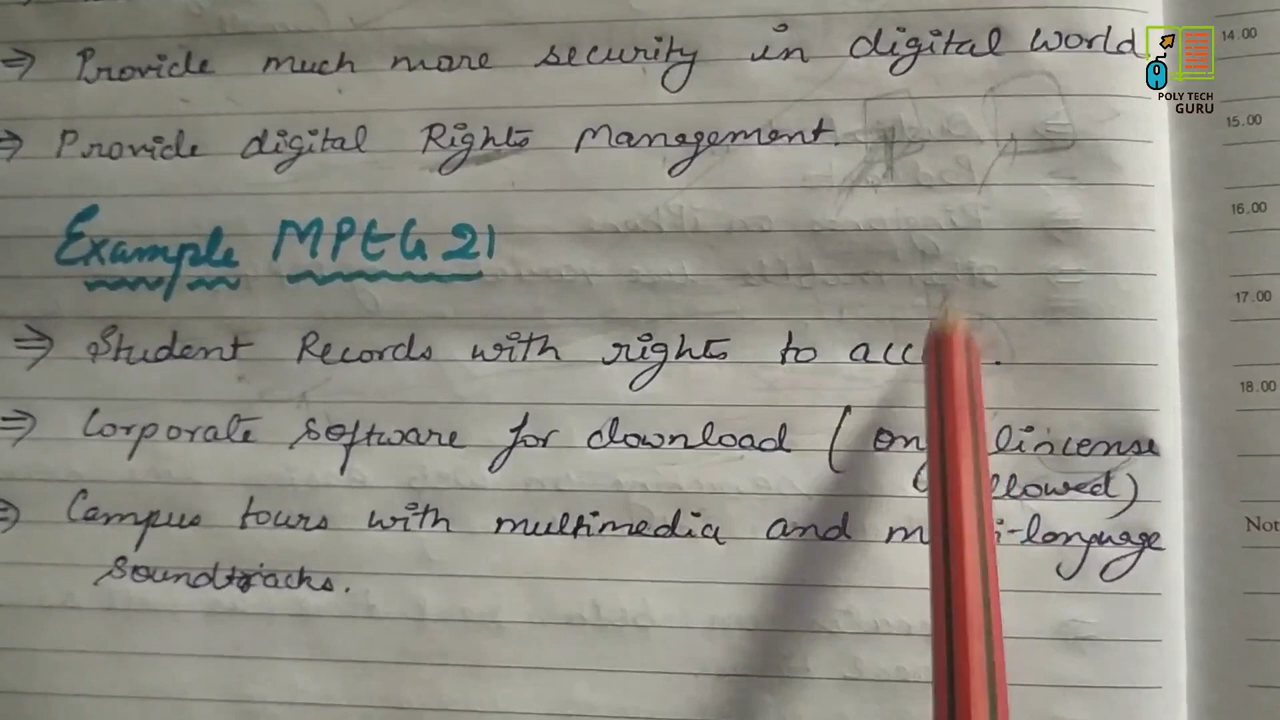 ⇒ Provide much more security in digital world.
POLY TECH
GURU
⇒ Provide digital Rights Management.
Example MPEG 21
⇒ Student Records with rights to
⇒ Corporate software for download ( lincense
⇒ Campus tours with multimedia and
soundtracks.
14.00
15.00
16.00
17.00
18.00